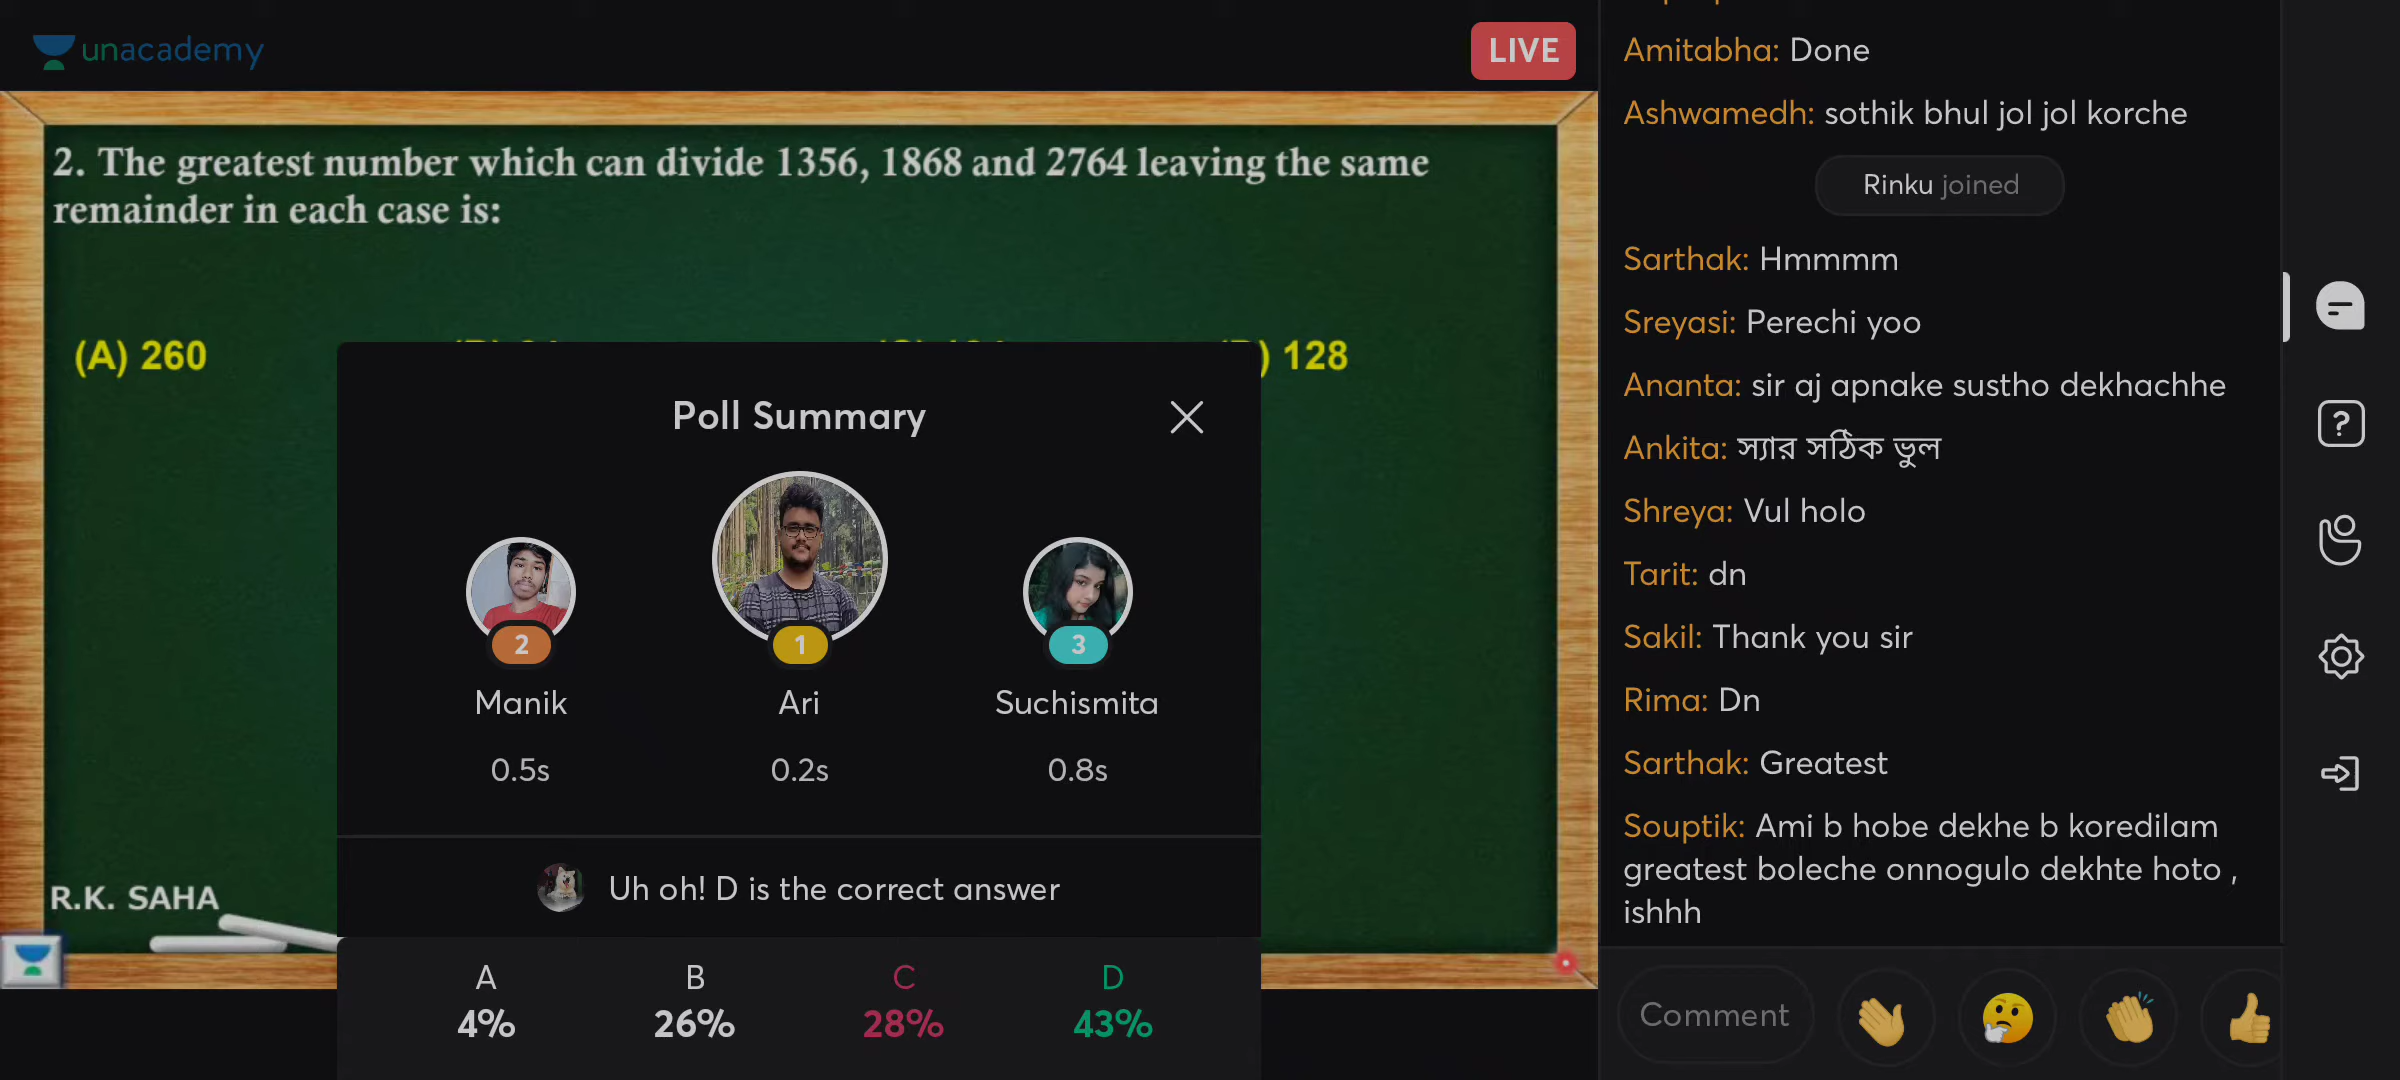 unacademy
LIVE
2. The greatest number which can divide 1356, 1868 and 2764 leaving the same
remainder in each case is:
(A) 260
) 128
Poll Summary
2
1
3
Manik
Ari
Suchismita
0.5s
0.2s
0.8s
Uh oh! D is the correct answer
A
B
C
D
4%
26%
28%
43%
R.K. SAHA
Amitabha: Done
Ashwamedh: sothik bhul jol jol korche
Rinku joined
Sarthak: Hmmmm
Sreyasi: Perechi yoo
Ananta: sir aj apnake sustho dekhachhe
Ankita: স্যার সঠিক ভুল
Shreya: Vul holo
Tarit: dn
Sakil: Thank you sir
Rima: Dn
Sarthak: Greatest
Souptik: Ami b hobe dekhe b koredilam
greatest boleche onnogulo dekhte hoto ,
ishhh
Comment